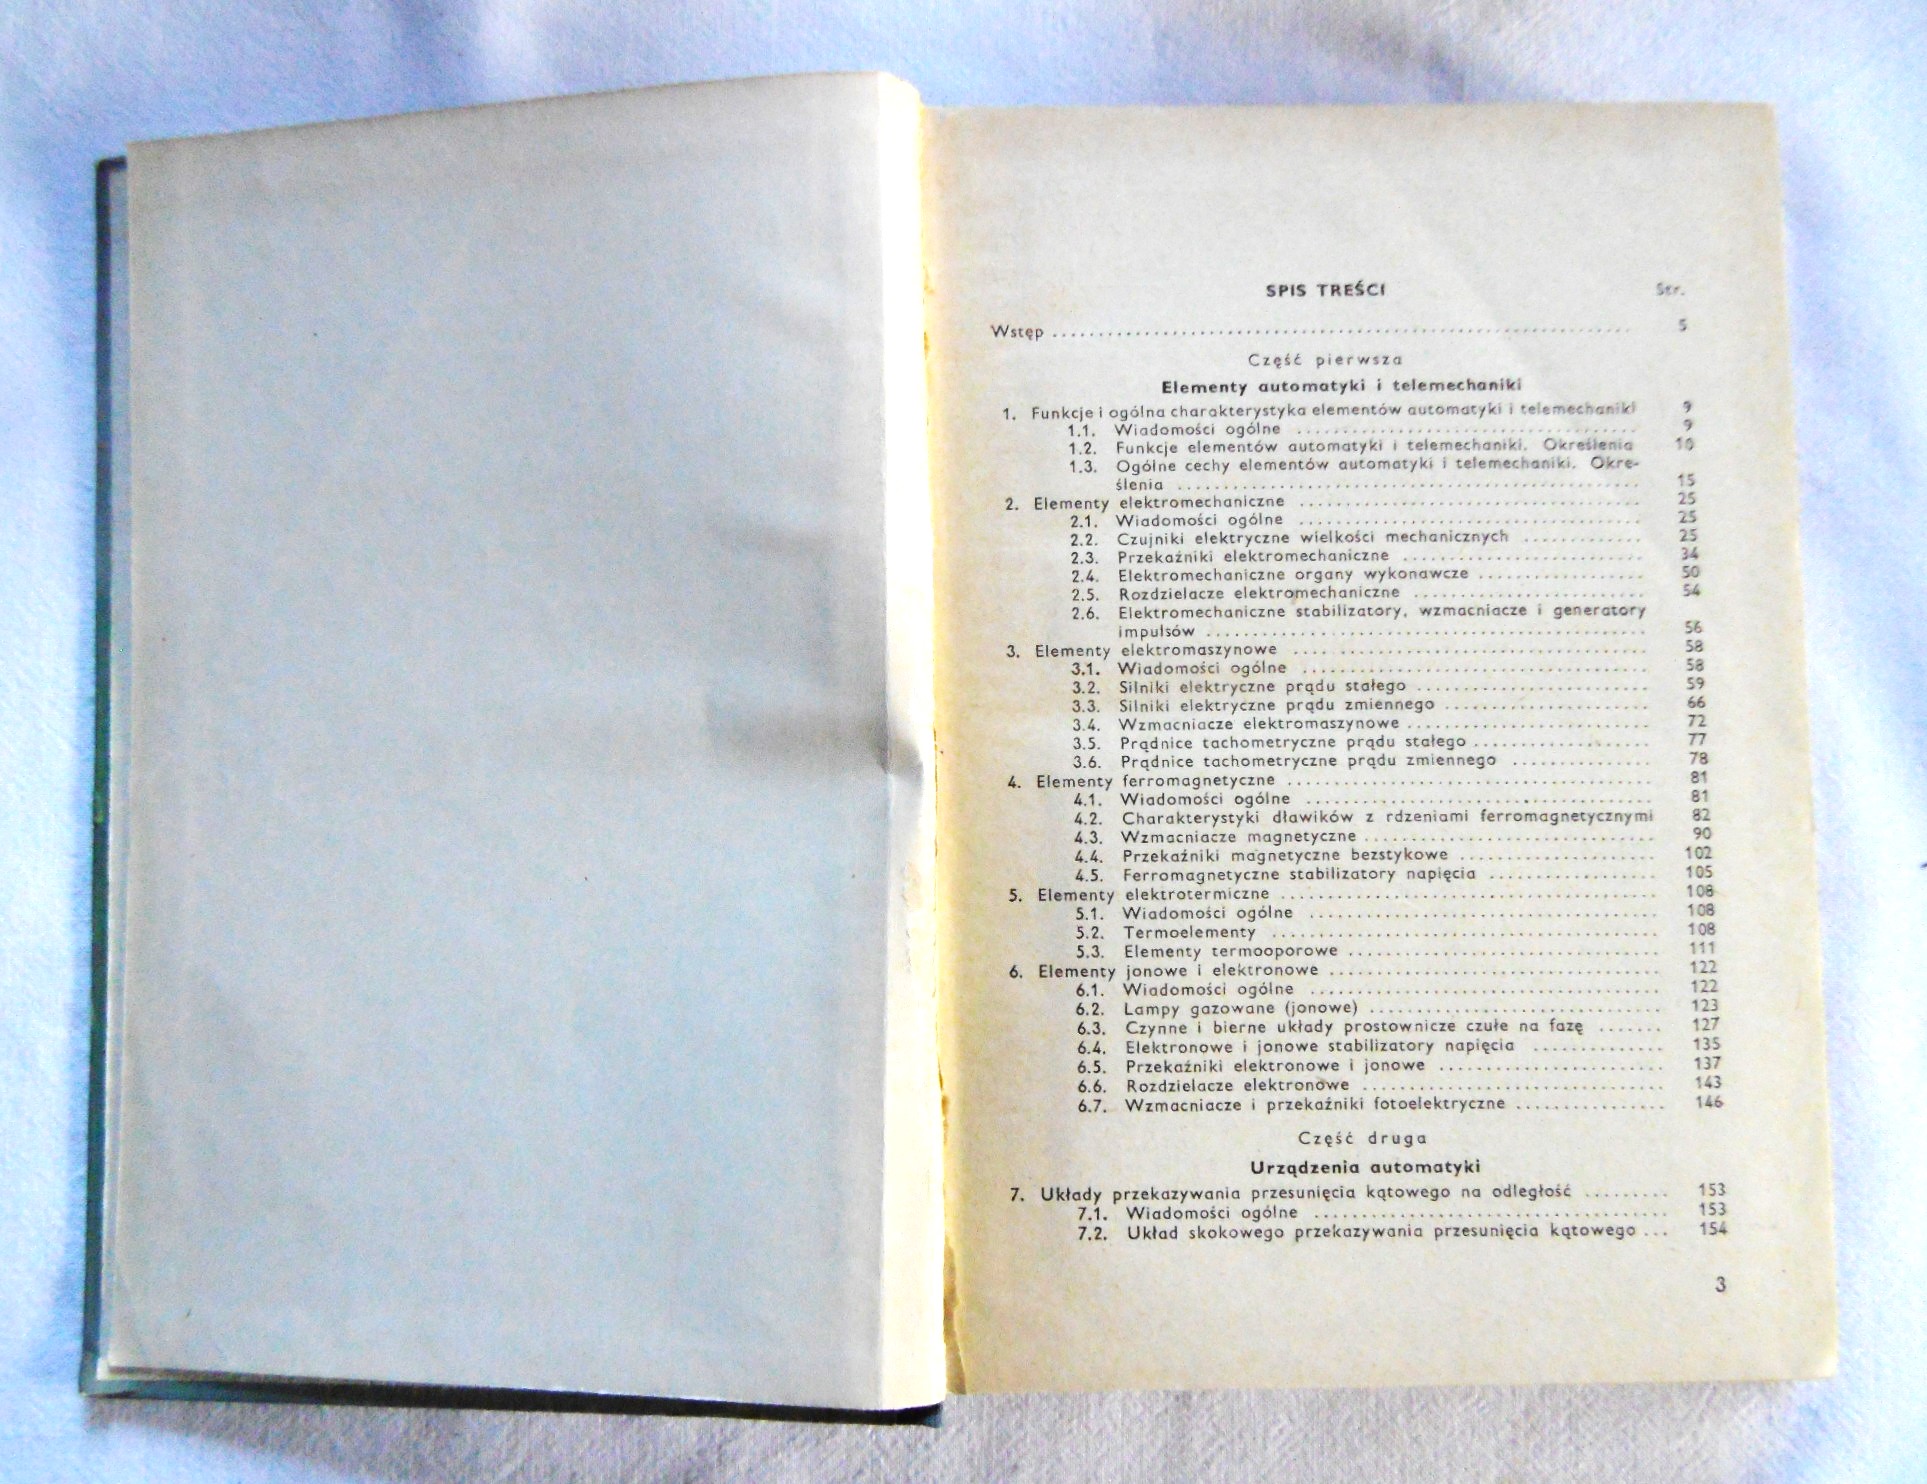 SPIS TREŚCI Str.
Wstęp ........ 5
Część pierwsza
Elementy automatyki i telemechaniki
1. Funkcje i ogólna charakterystyka elementów automatyki i telemechaniki 9
1.1. Wiadomości ogólne ........ 9
1.2. Funkcje elementów automatyki i telemechaniki. Określenia 10
1.3. Ogólne cechy elementów automatyki i telemechaniki. Okre-
ślenia ........ 15
2. Elementy elektromechaniczne ........ 25
2.1. Wiadomości ogólne ........ 25
2.2. Czujniki elektryczne wielkości mechanicznych ........ 25
2.3. Przekaźniki elektromechaniczne ........ 34
2.4. Elektromechaniczne organy wykonawcze ........ 50
2.5. Rozdzielacze elektromechaniczne ........ 54
2.6. Elektromechaniczne stabilizatory, wzmacniacze i generatory
impulsów ........ 56
3. Elementy elektromaszynowe ........ 58
3.1. Wiadomości ogólne ........ 58
3.2. Silniki elektryczne prądu stałego ........ 59
3.3. Silniki elektryczne prądu zmiennego ........ 66
3.4. Wzmacniacze elektromaszynowe ........ 72
3.5. Prądnice tachometryczne prądu stałego ........ 77
3.6. Prądnice tachometryczne prądu zmiennego ........ 78
4. Elementy ferromagnetyczne ........ 81
4.1. Wiadomości ogólne ........ 81
4.2. Charakterystyki dławików z rdzeniami ferromagnetycznymi 82
4.3. Wzmacniacze magnetyczne ........ 90
4.4. Przekaźniki magnetyczne bezstykowe ........ 102
4.5. Ferromagnetyczne stabilizatory napięcia ........ 105
5. Elementy elektrotermiczne ........ 108
5.1. Wiadomości ogólne ........ 108
5.2. Termoelementy ........ 108
5.3. Elementy termooporowe ........ 111
6. Elementy jonowe i elektronowe ........ 122
6.1. Wiadomości ogólne ........ 122
6.2. Lampy gazowane (jonowe) ........ 123
6.3. Czynne i bierne układy prostownicze czułe na fazę ....... 127
6.4. Elektronowe i jonowe stabilizatory napięcia ........ 135
6.5. Przekaźniki elektronowe i jonowe ........ 137
6.6. Rozdzielacze elektronowe ........ 143
6.7. Wzmacniacze i przekaźniki fotoelektryczne ........ 146
Część druga
Urządzenia automatyki
7. Układy przekazywania przesunięcia kątowego na odległość ......... 153
7.1. Wiadomości ogólne ........ 153
7.2. Układ skokowego przekazywania przesunięcia kątowego ... 154
3